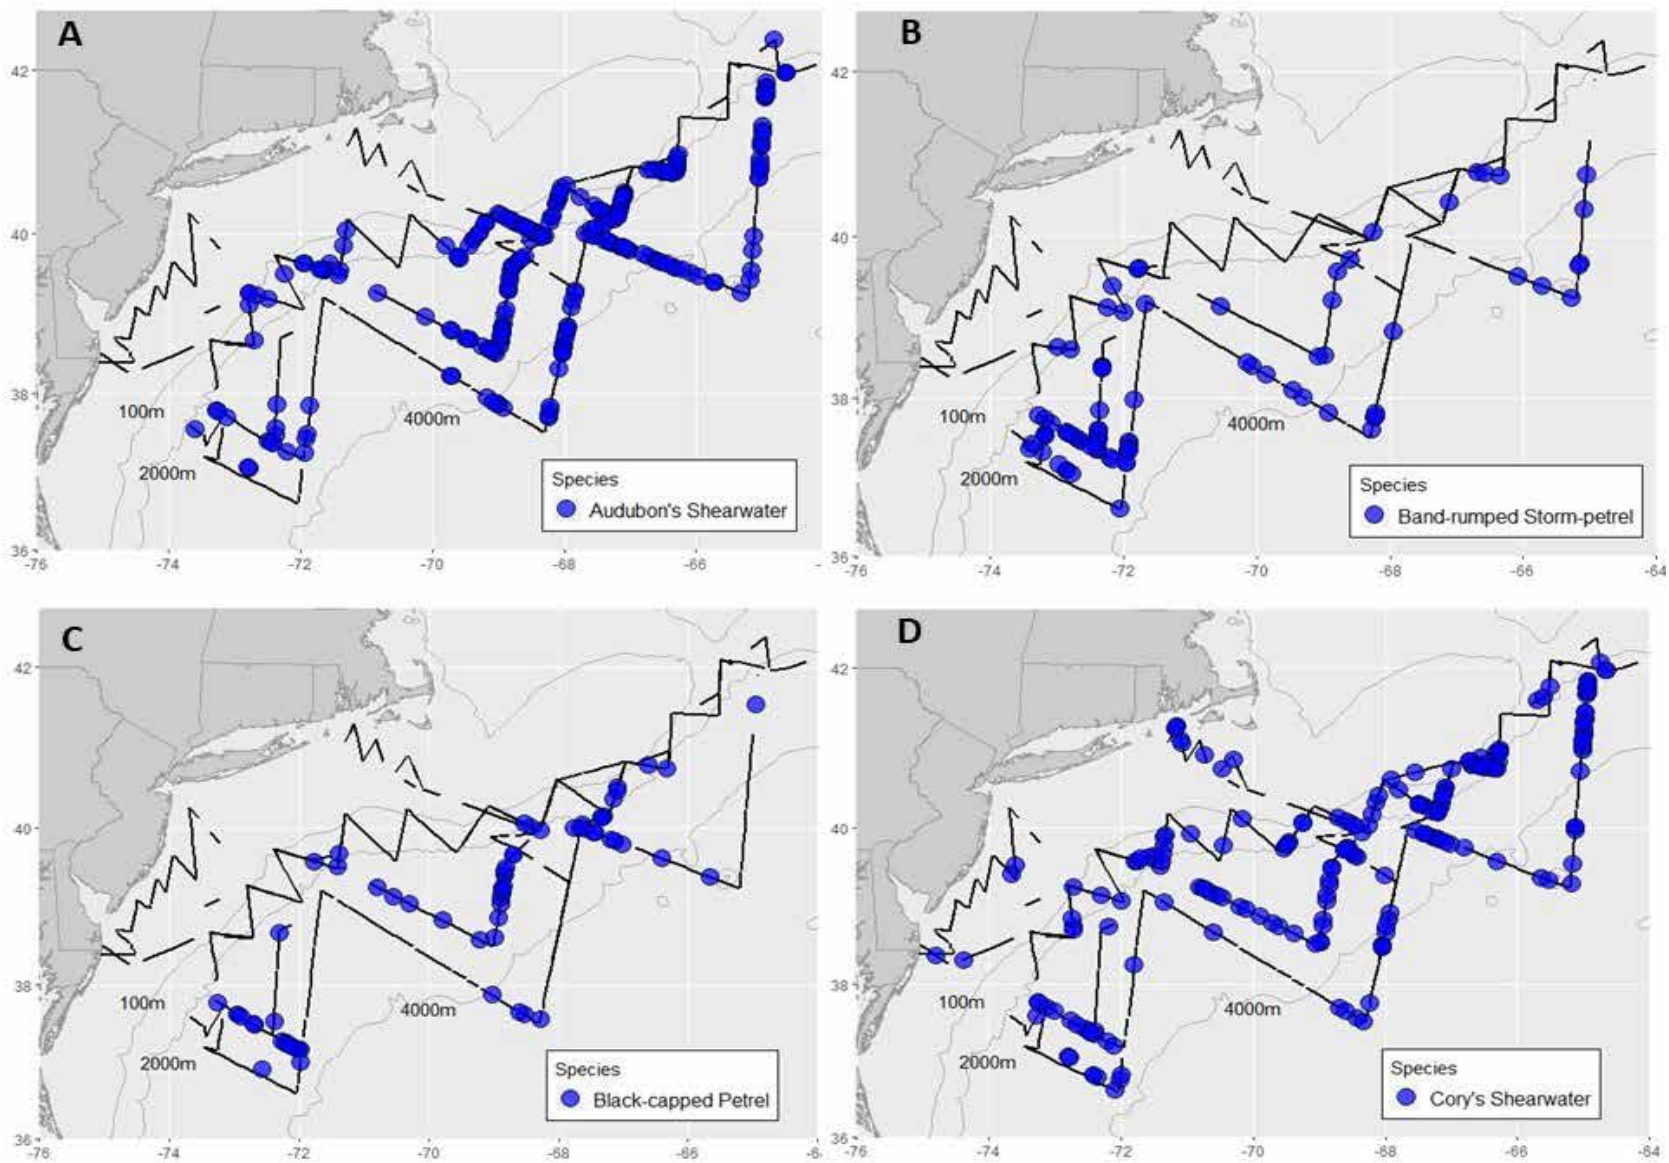 A
42
40
38
36
100m
2000m
4000m
Species
Audubon's Shearwater
-76
-74
-72
-70
-68
-66
-
B
42
40
38
36
100m
2000m
4000m
Species
Band-rumped Storm-petrel
-76
-74
-72
-70
-68
-66
-64
C
42
40
38
36
100m
2000m
4000m
Species
Black-capped Petrel
-76
-74
-72
-70
-68
-6
D
42
40
38
36
100m
2000m
4000m
Species
Cory's Shearwater
-76
-74
-72
-70
-68
-66
-64